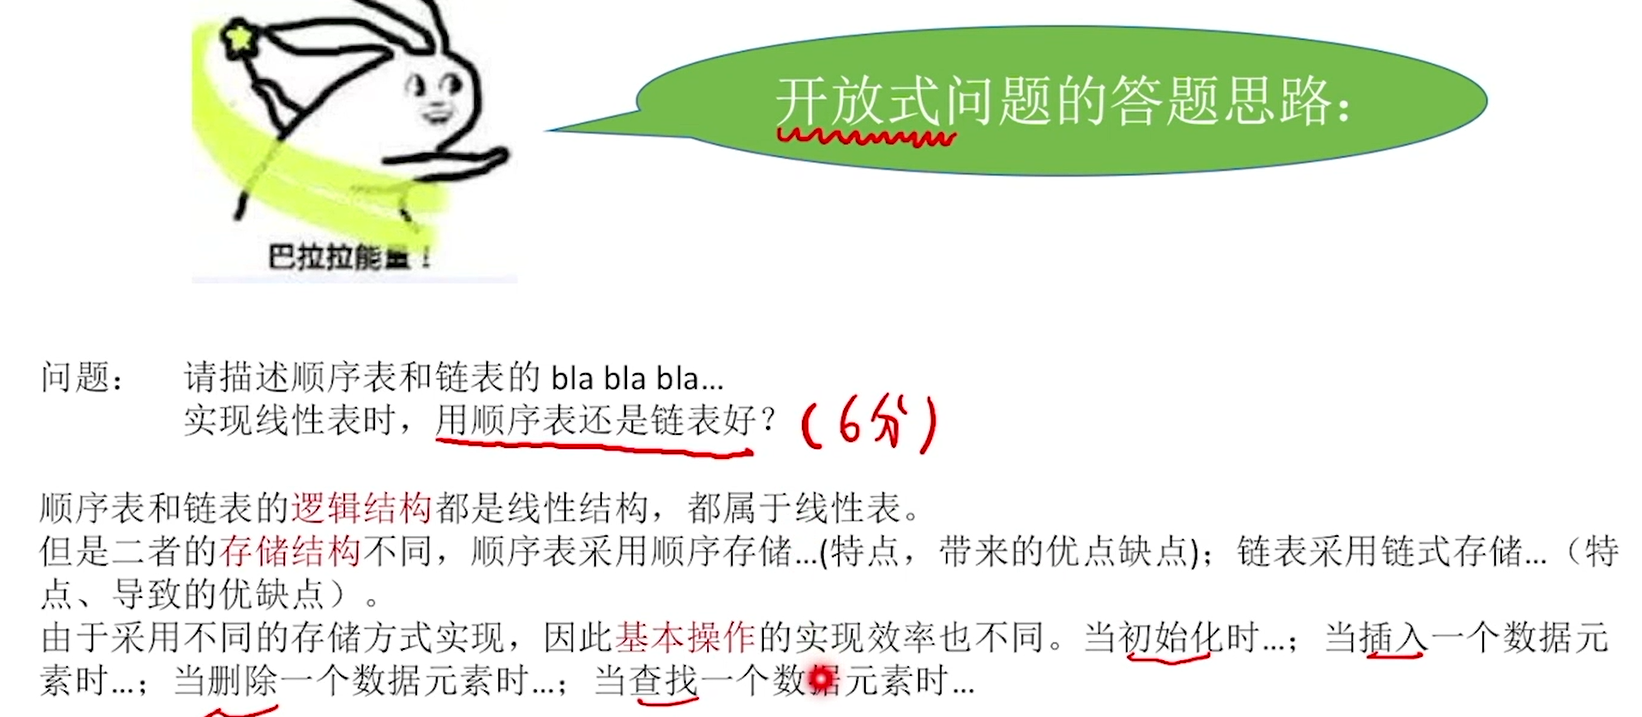 开放式问题的答题思路：
巴拉拉能量！
问题： 请描述顺序表和链表的 bla bla bla...
实现线性表时，用顺序表还是链表好？（6分）
顺序表和链表的逻辑结构都是线性结构，都属于线性表。
但是二者的存储结构不同，顺序表采用顺序存储...(特点，带来的优点缺点)；链表采用链式存储...（特
点、导致的优缺点）。
由于采用不同的存储方式实现，因此基本操作的实现效率也不同。当初始化时...；当插入一个数据元
素时...；当删除一个数据元素时...；当查找一个数据元素时...